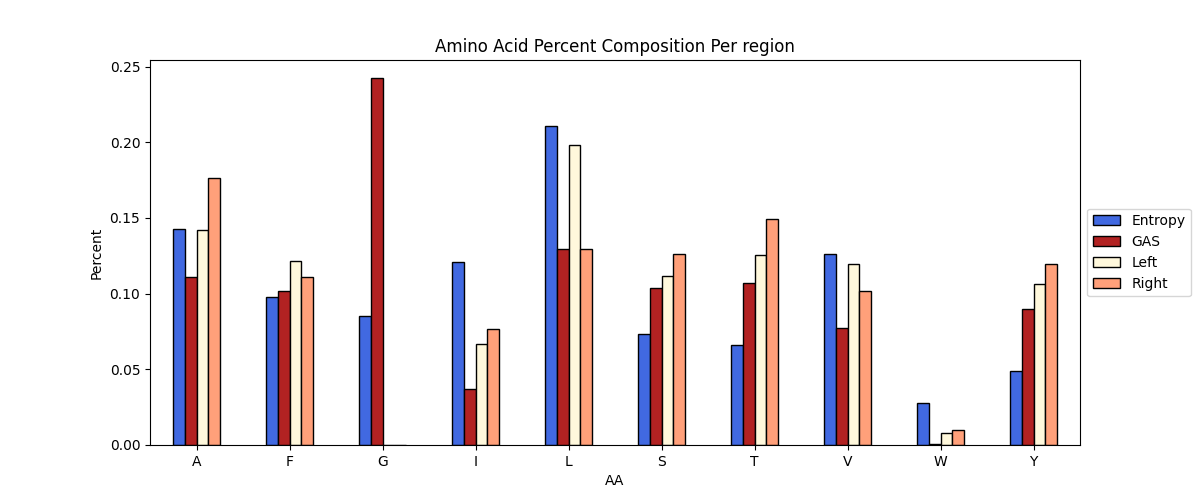 Amino Acid Percent Composition Per region
Percent
0.25
0.20
0.15
0.10
0.05
0.00
A F G I L S T V W Y
AA
Entropy
GAS
Left
Right